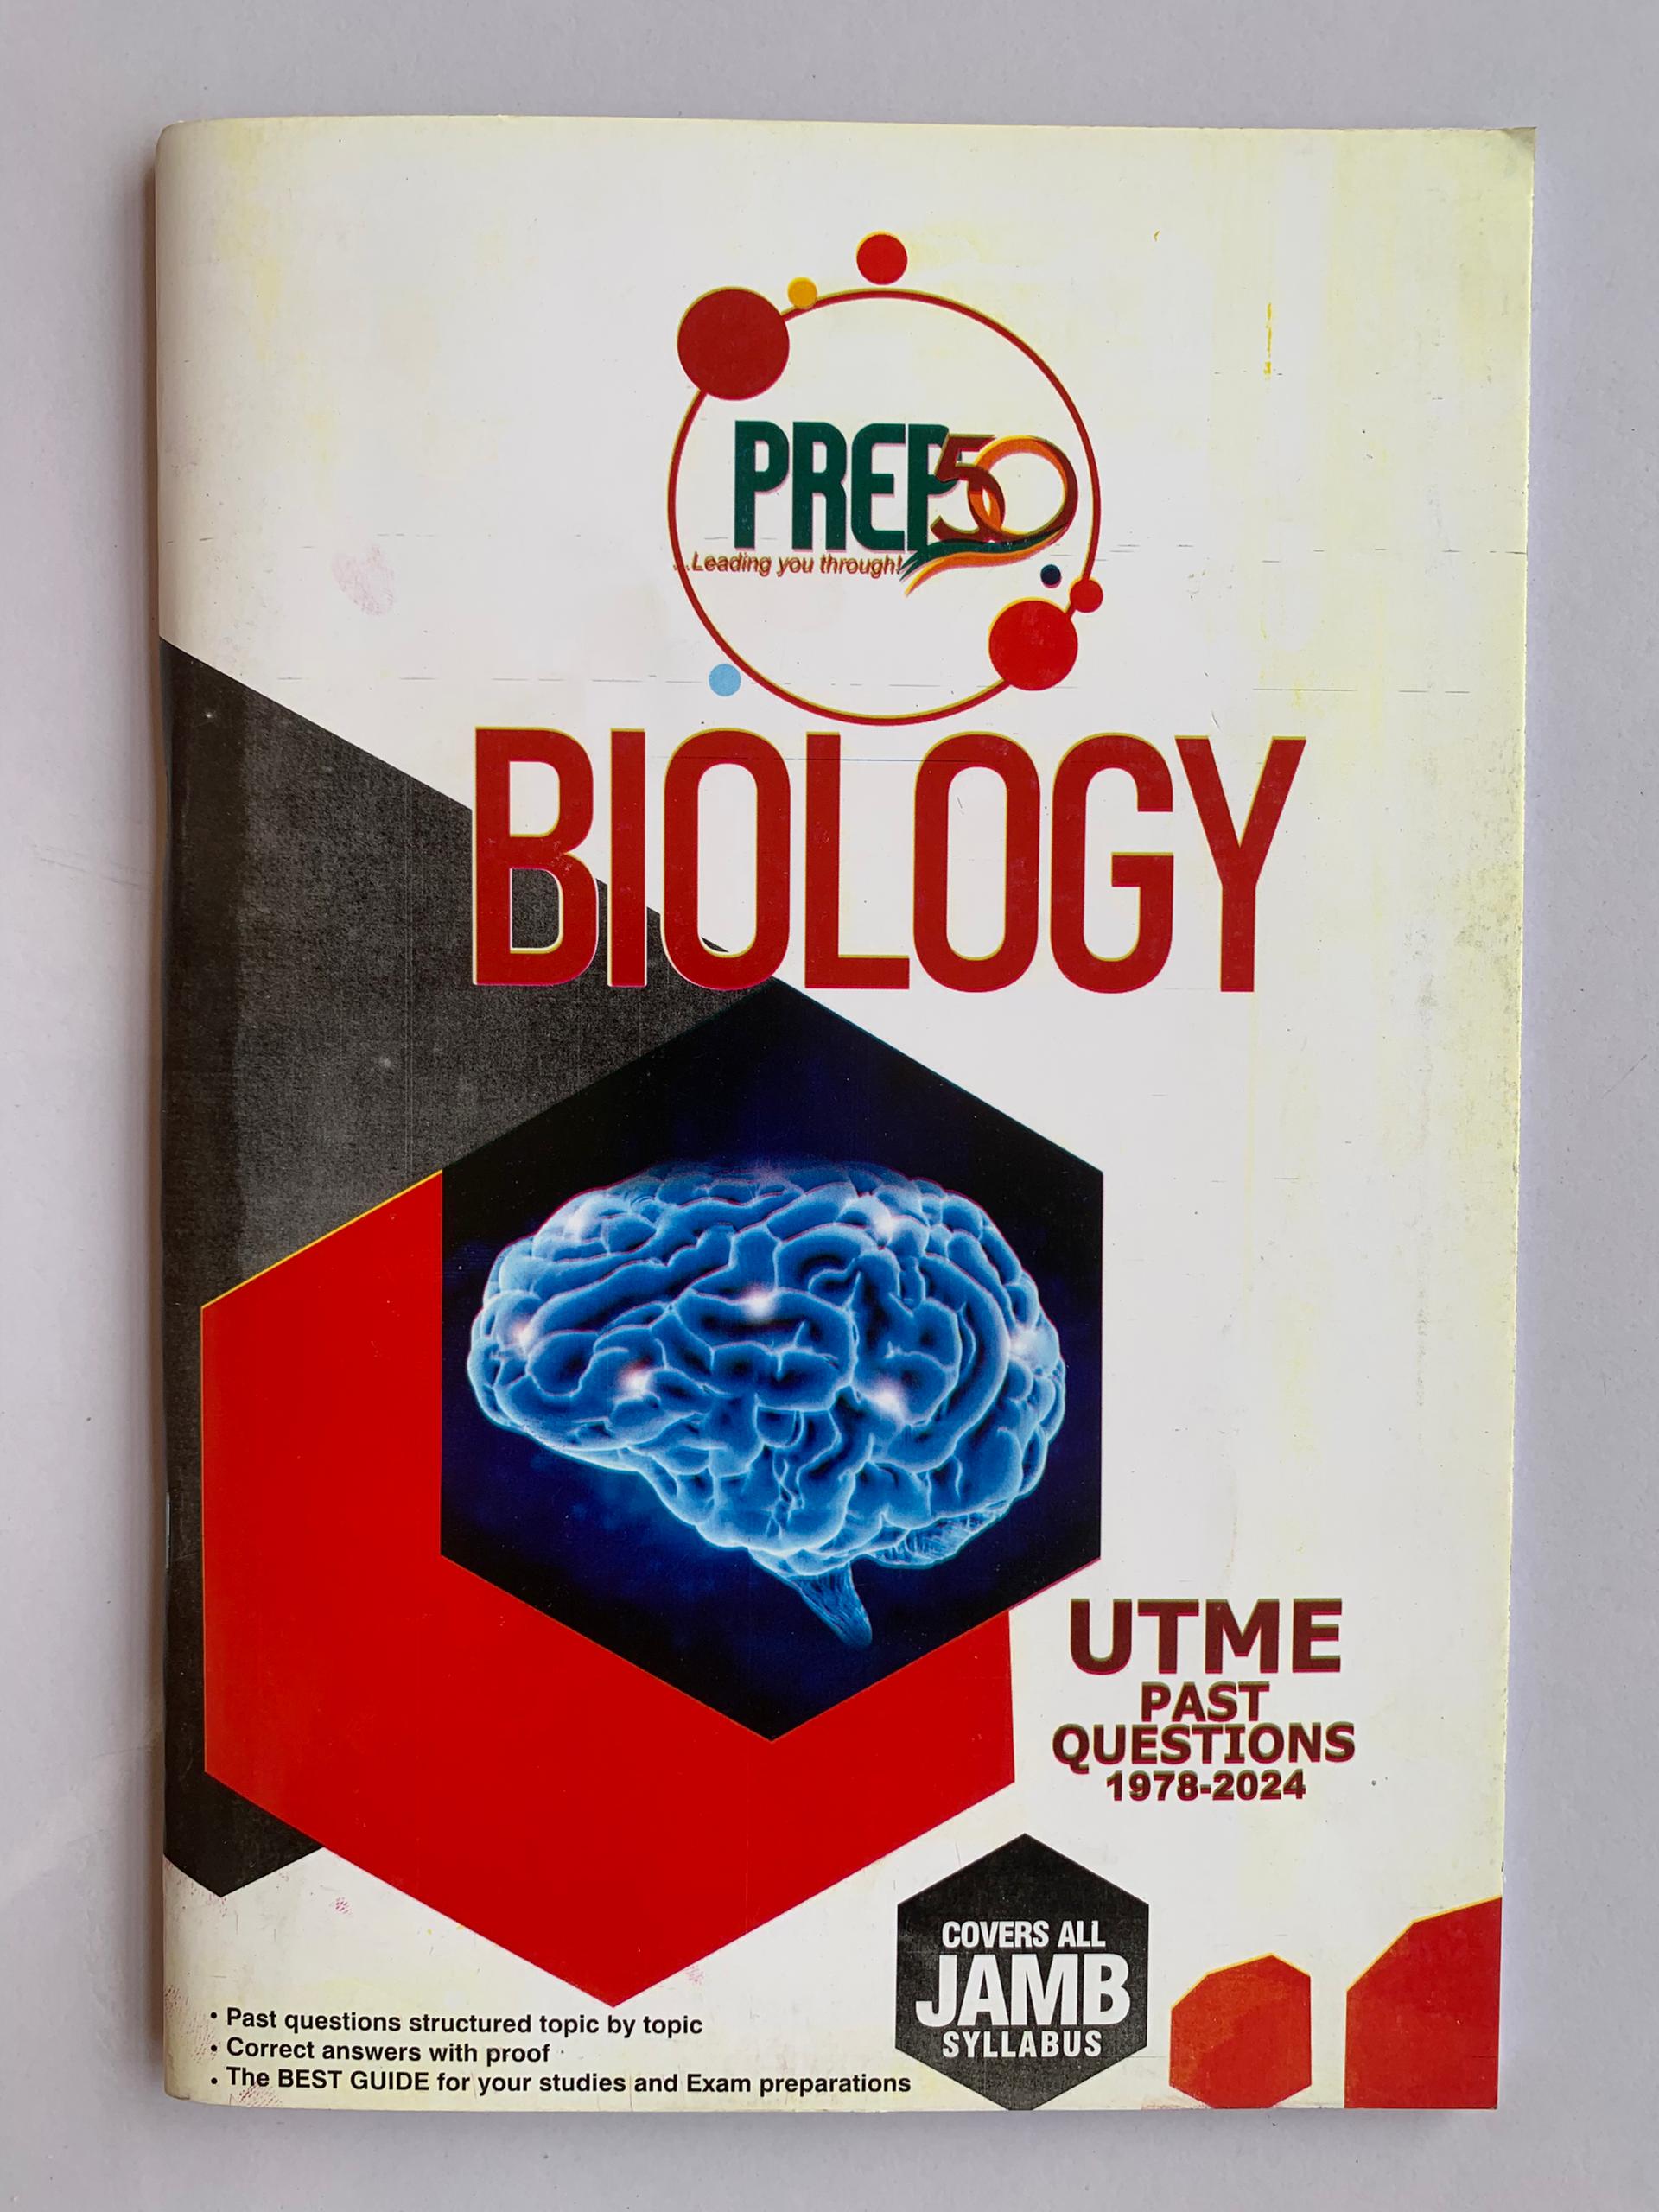 PREP50
...Leading you through!
BIOLOGY
UTME
PAST
QUESTIONS
1978-2024
COVERS ALL
JAMB
SYLLABUS
• Past questions structured topic by topic
• Correct answers with proof
• The BEST GUIDE for your studies and Exam preparations